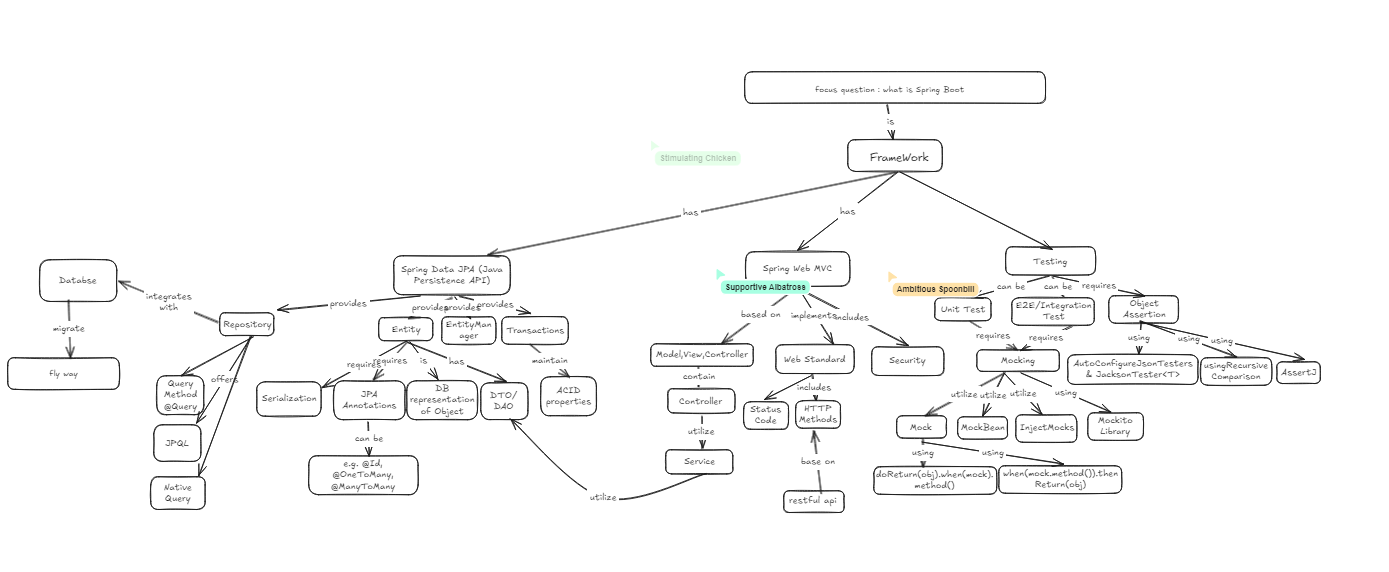 focus question : what is Spring Boot
is
FrameWork
Stimulating Chicken
has
has
Spring Data JPA (Java
Persistence API)
Spring Web MVC
Supportive Albatross
Testing
Ambitious Spoonbill
can be
can be
requires
Databse
integrates
with
migrate
Fly way
provides
provides
provides
provides
Repository
Entity
EntityMan
ager
Transactions
Unit Test
E2E/Integration
Test
Object
Assertion
based on
implements
includes
requires
requires
using
using
using
requires
requires
is
has
maintain
Model,View,Controller
Web Standard
Security
Mocking
AutoConfigureJsonTesters
& JacksonTester<T>
usingRecursive
Comparison
AssertJ
offers
Query
Method
@Query
JPQL
Native
Query
Serialization
JPA
Annotations
DB
representation
of Object
DTO/
DAO
ACID
properties
can be
e.g. @Id,
@OneToMany,
@ManyToMany
contain
Controller
utilize
Service
utilize
includes
Status
Code
HTTP
Methods
base on
restful api
utilize
utilize
utilize
using
Mock
MockBean
InjectMocks
Mockito
Library
using
using
doReturn(obj).when(mock).
method()
when(mock.method()).then
Return(obj)